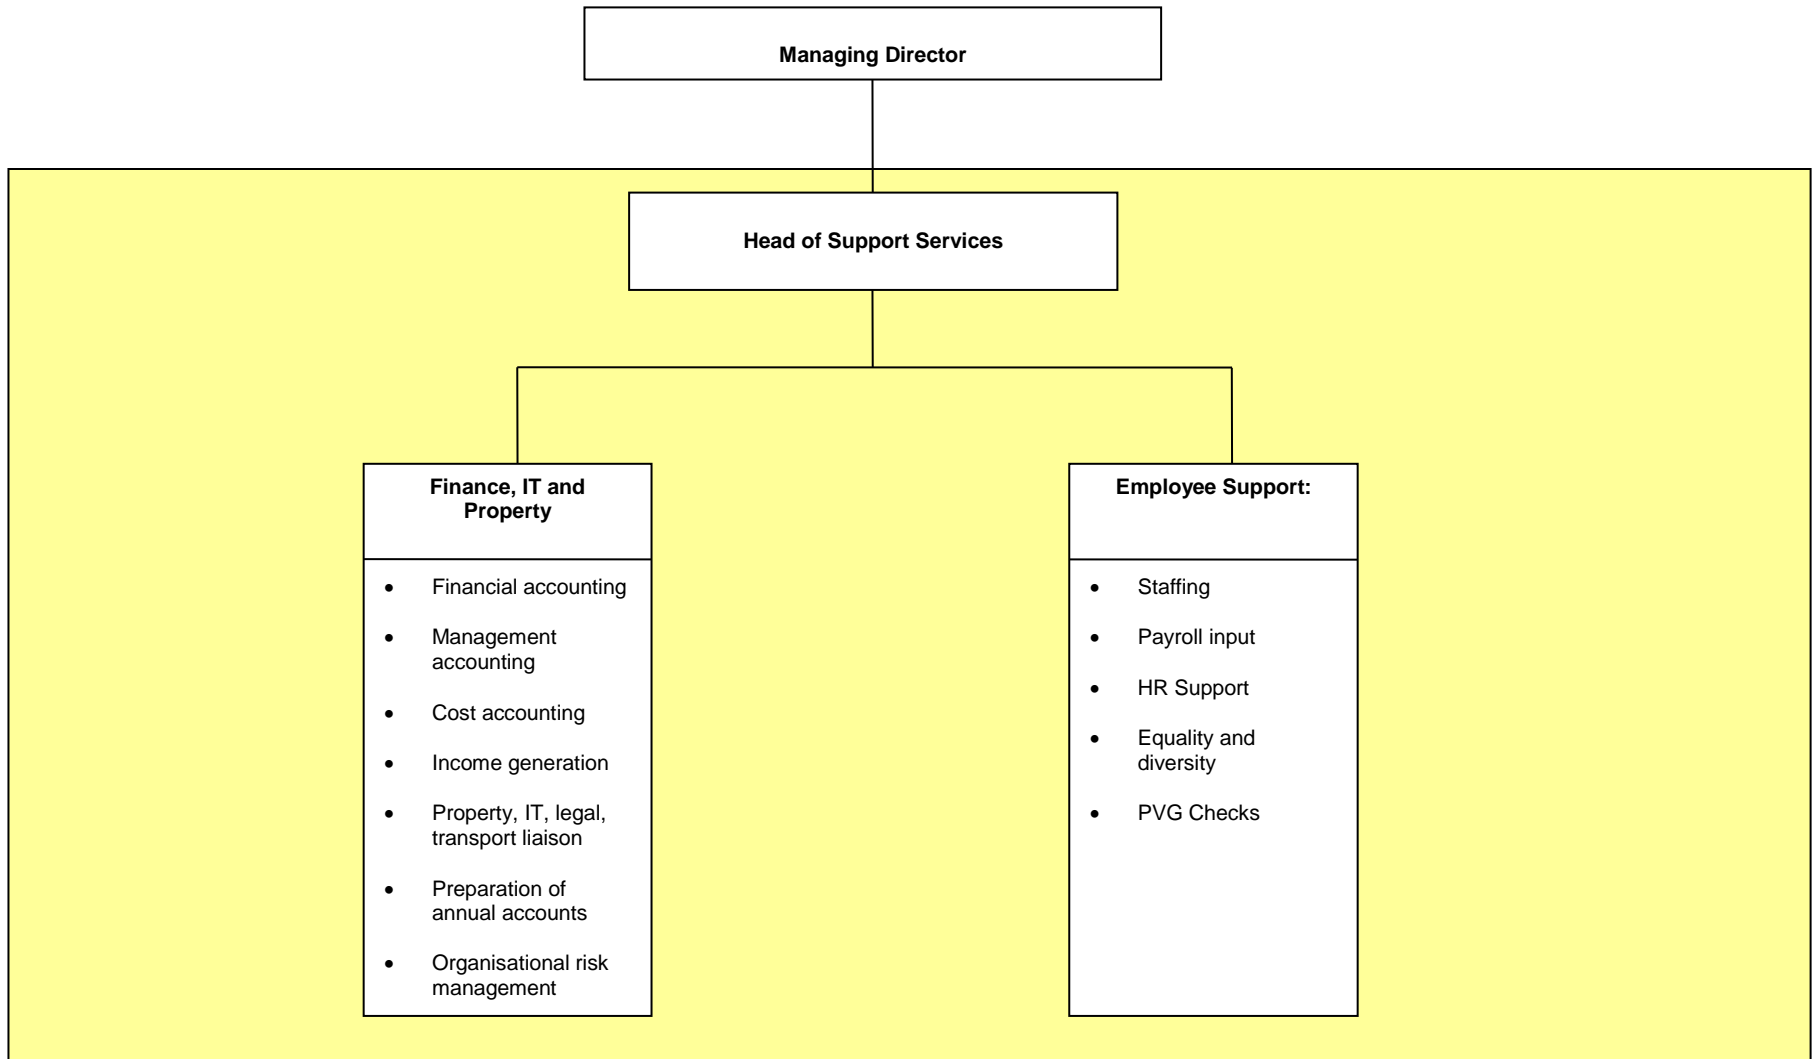 Managing Director
Head of Support Services
Finance, IT and
Property
• Financial accounting
• Management
accounting
• Cost accounting
• Income generation
• Property, IT, legal,
transport liaison
• Preparation of
annual accounts
• Organisational risk
management
Employee Support:
• Staffing
• Payroll input
• HR Support
• Equality and
diversity
• PVG Checks